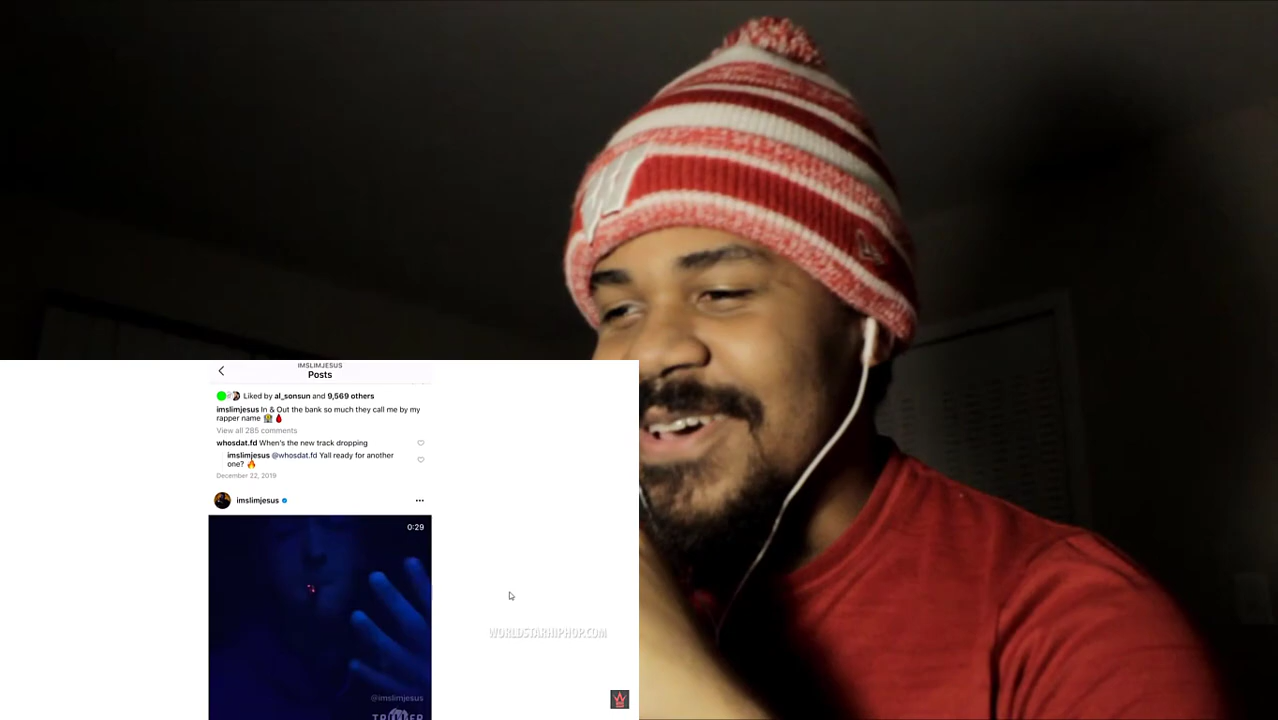 IMSLIMJESUS
Posts
Liked by al_sonsun and 9,569 others
imslimjesus In & Out the bank so much they call me by my
rapper name 🏦🩸
View all 285 comments
whosdat.fd When's the new track dropping
imslimjesus @whosdat.fd Yall ready for another
one? 🔥
December 22, 2019
imslimjesus
0:29
WORLDSTARHIPHOP.COM
@imslimjesus
TRILLER